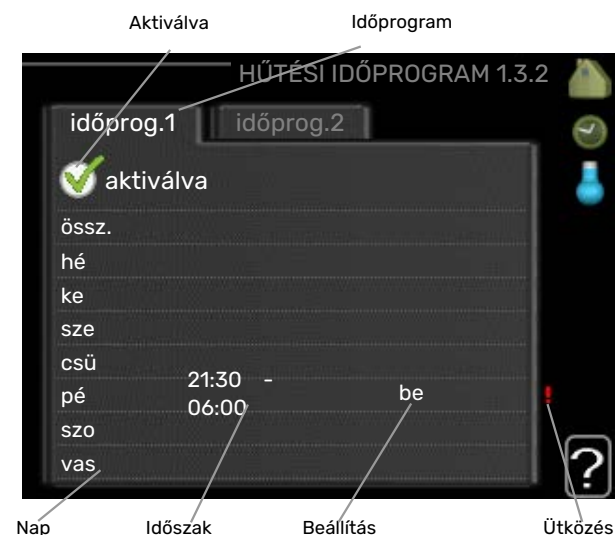 Aktiválva Időprogram
HŰTÉSI IDŐPROGRAM 1.3.2
időprog.1 időprog.2
aktiválva
össz.
hé
ke
sze
csü
pé 21:30 - 06:00 be !
szo
vas
?
Nap Időszak Beállítás Ütközés